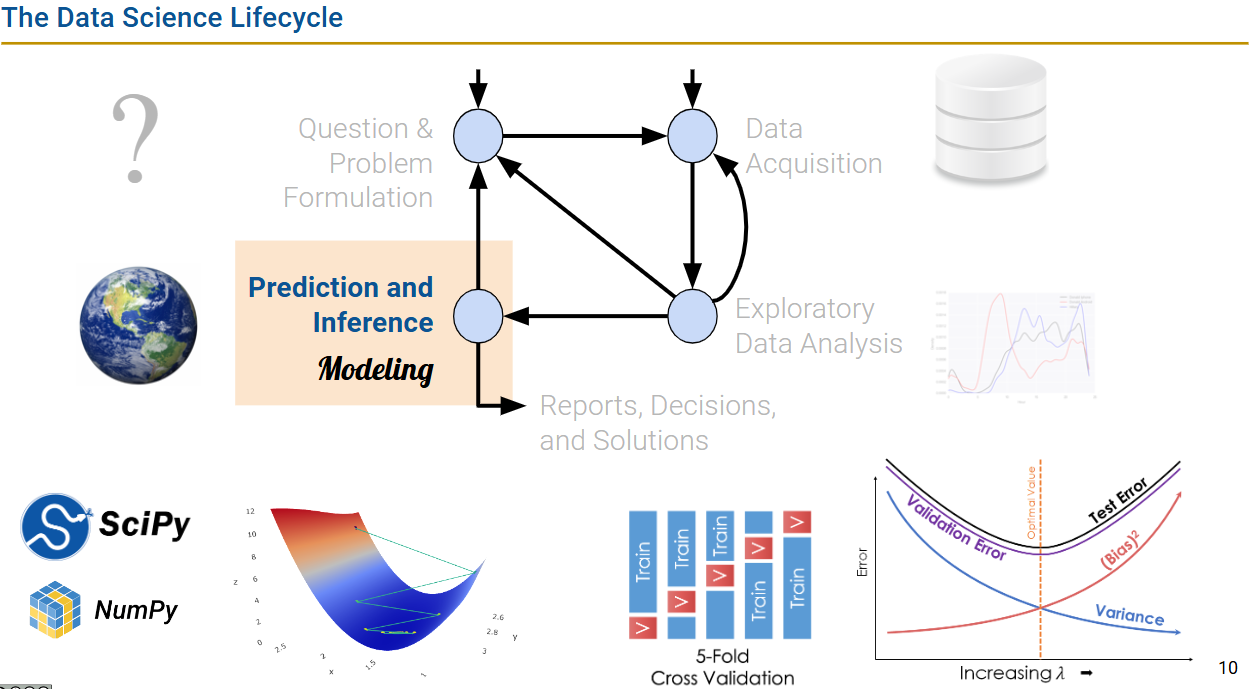 The Data Science Lifecycle
?
Question &
Problem
Formulation
Data
Acquisition
Prediction and
Inference
Modeling
Exploratory
Data Analysis
Reports, Decisions,
and Solutions
SciPy
NumPy
12
10
8
6
4
2
0
z
2.5
2
1.5
1
x
2.6
2.8
3
y
Train
Train
Train
Train
Train
V
V
V
V
V
5-Fold
Cross Validation
Error
Validation Error
Optimal Value
Test Error
(Bias)²
Variance
Increasing λ ➡
10